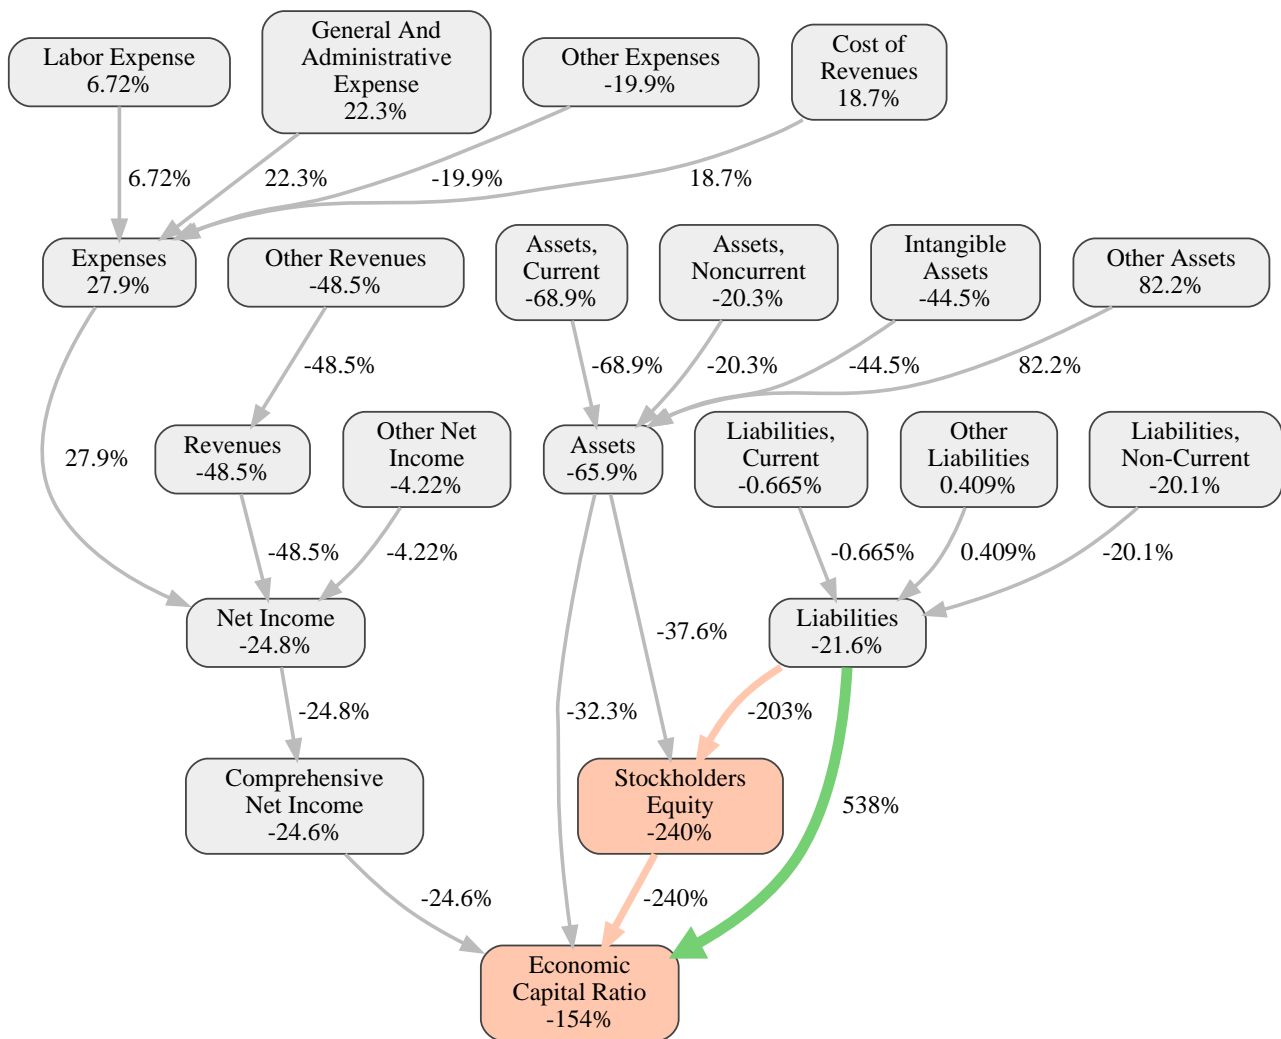 Labor Expense
6.72%
General And
Administrative
Expense
22.3%
Other Expenses
-19.9%
Cost of
Revenues
18.7%
6.72%
22.3%
-19.9%
18.7%
Expenses
27.9%
Other Revenues
-48.5%
Assets,
Current
-68.9%
Assets,
Noncurrent
-20.3%
Intangible
Assets
-44.5%
Other Assets
82.2%
-48.5%
-68.9%
-20.3%
-44.5%
82.2%
27.9%
Revenues
-48.5%
Other Net
Income
-4.22%
Assets
-65.9%
Liabilities,
Current
-0.665%
Other
Liabilities
0.409%
Liabilities,
Non-Current
-20.1%
-48.5%
-4.22%
-0.665%
0.409%
-20.1%
Net Income
-24.8%
-37.6%
Liabilities
-21.6%
-24.8%
-32.3%
-203%
Comprehensive
Net Income
-24.6%
Stockholders
Equity
-240%
538%
-24.6%
-240%
Economic
Capital Ratio
-154%